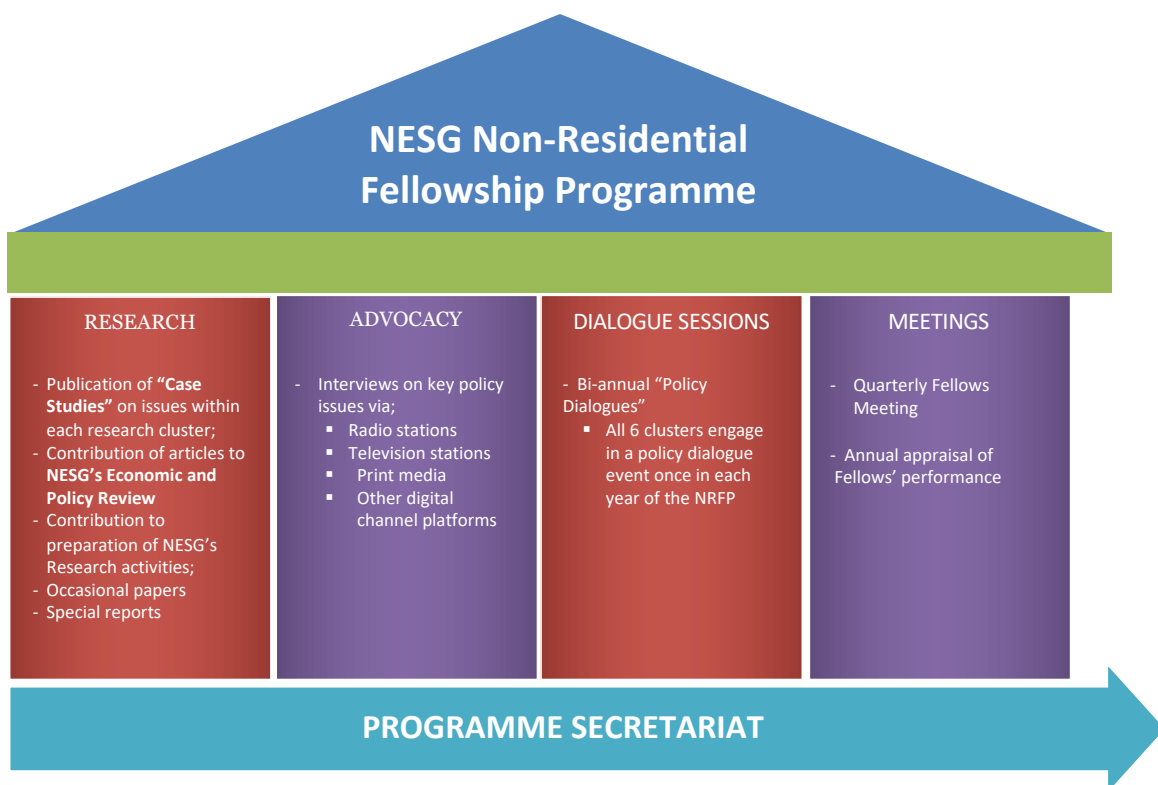 NESG Non-Residential
Fellowship Programme
RESEARCH
- Publication of “Case
Studies” on issues within
each research cluster;
- Contribution of articles to
NESG’s Economic and
Policy Review
- Contribution to
preparation of NESG’s
Research activities;
- Occasional papers
- Special reports
ADVOCACY
- Interviews on key policy
issues via;
▪ Radio stations
▪ Television stations
▪ Print media
▪ Other digital
channel platforms
DIALOGUE SESSIONS
- Bi-annual “Policy
Dialogues”
▪ All 6 clusters engage
in a policy dialogue
event once in each
year of the NRFP
MEETINGS
- Quarterly Fellows
Meeting
- Annual appraisal of
Fellows’ performance
PROGRAMME SECRETARIAT